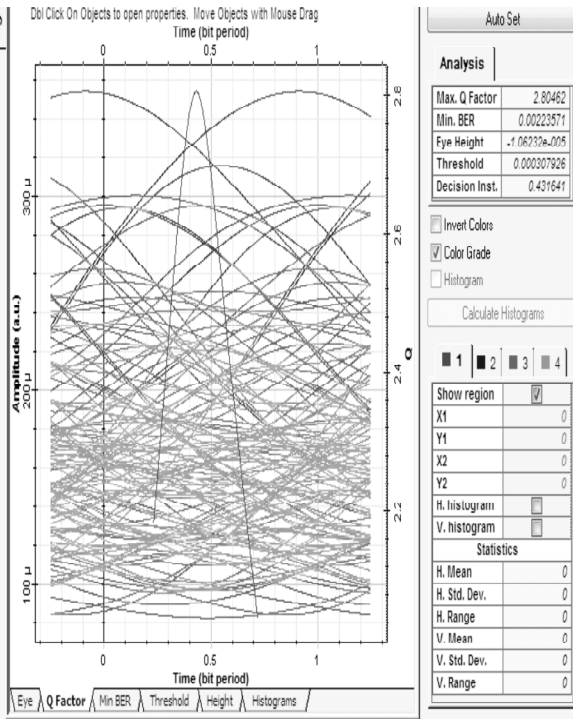 Dbl Click On Objects to open properties. Move Objects with Mouse Drag
Time (bit period)
0 0.5 1
Amplitude (a.u.)
300 µ
200 µ
100 µ
Q
2.8
2.6
2.4
2.2
0 0.5 1
Time (bit period)
Eye Q Factor Min BER Threshold Height Histograms
Auto Set
Analysis
Max. Q Factor 2.80462
Min. BER 0.00223571
Eye Height -1.06232e-005
Threshold 0.000307926
Decision Inst. 0.431641
Invert Colors
Color Grade
Histogram
Calculate Histograms
1 2 3 4
Show region
X1 0
Y1 0
X2 0
Y2 0
H. histogram
V. histogram
Statistics
H. Mean 0
H. Std. Dev. 0
H. Range 0
V. Mean 0
V. Std. Dev. 0
V. Range 0